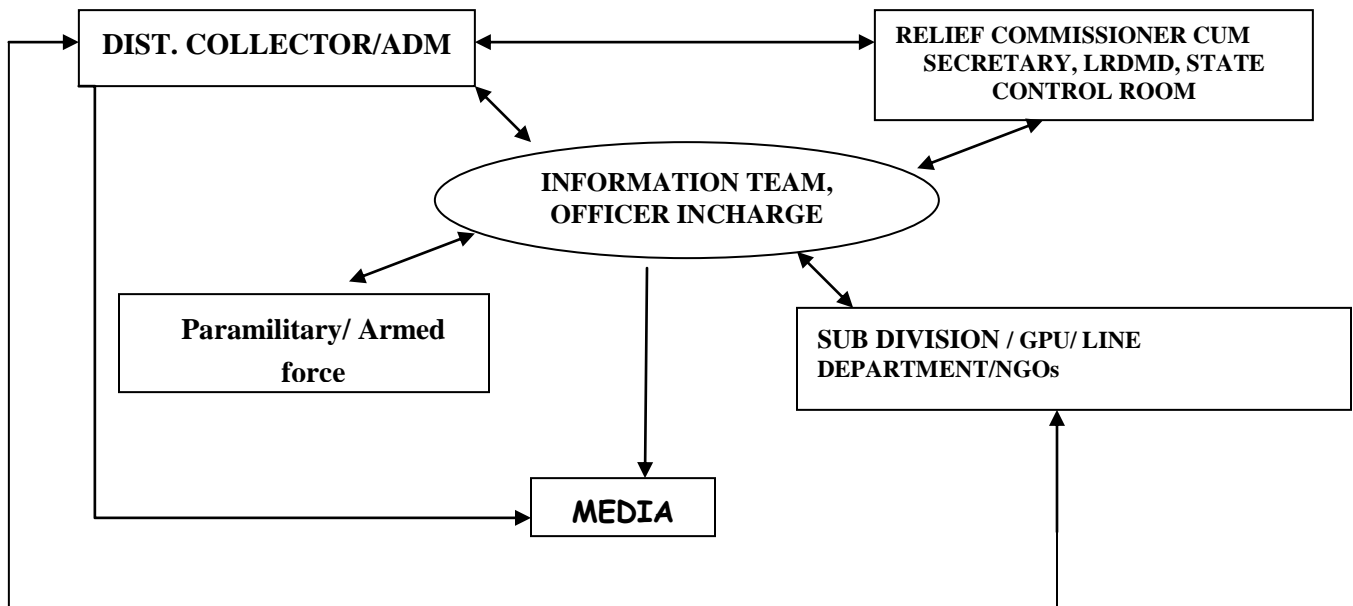 DIST. COLLECTOR/ADM
RELIEF COMMISSIONER CUM
SECRETARY, LRDMD, STATE
CONTROL ROOM
INFORMATION TEAM,
OFFICER INCHARGE
Paramilitary/ Armed
force
SUB DIVISION / GPU/ LINE
DEPARTMENT/NGOs
MEDIA